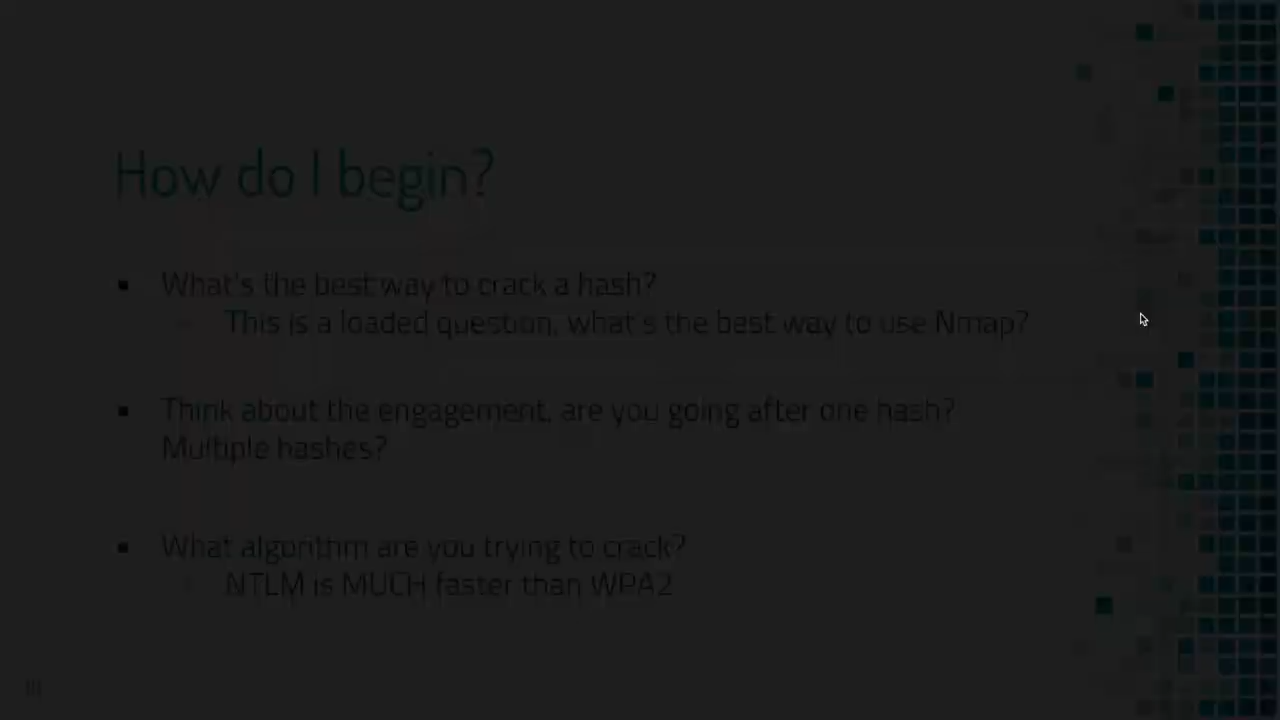 How do I begin?
What's the best way to crack a hash?
This is a loaded question, what's the best way to use Nmap?
Think about the engagement, are you going after one hash?
Multiple hashes?
What algorithm are you trying to crack?
NTLM is MUCH faster than WPA2